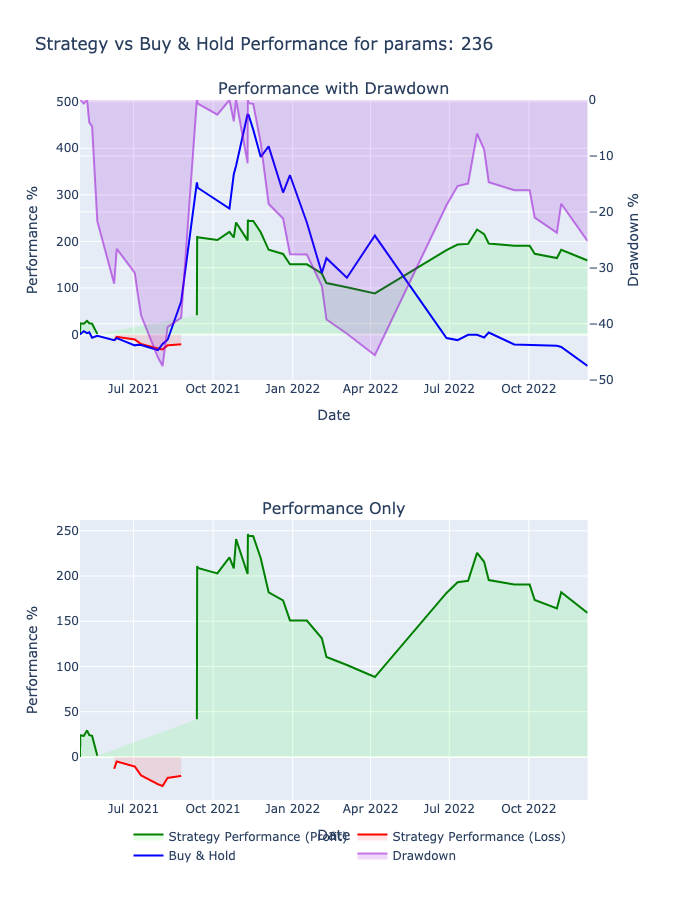 Strategy vs Buy & Hold Performance for params: 236
Performance with Drawdown
500
400
300
200
100
0
Performance %
0
−10
−20
−30
−40
−50
Drawdown %
Jul 2021 Oct 2021 Jan 2022 Apr 2022 Jul 2022 Oct 2022
Date
Performance Only
250
200
150
100
50
0
Performance %
Jul 2021 Oct 2021 Jan 2022 Apr 2022 Jul 2022 Oct 2022
Date
Strategy Performance (Profit) Strategy Performance (Loss)
Buy & Hold Drawdown